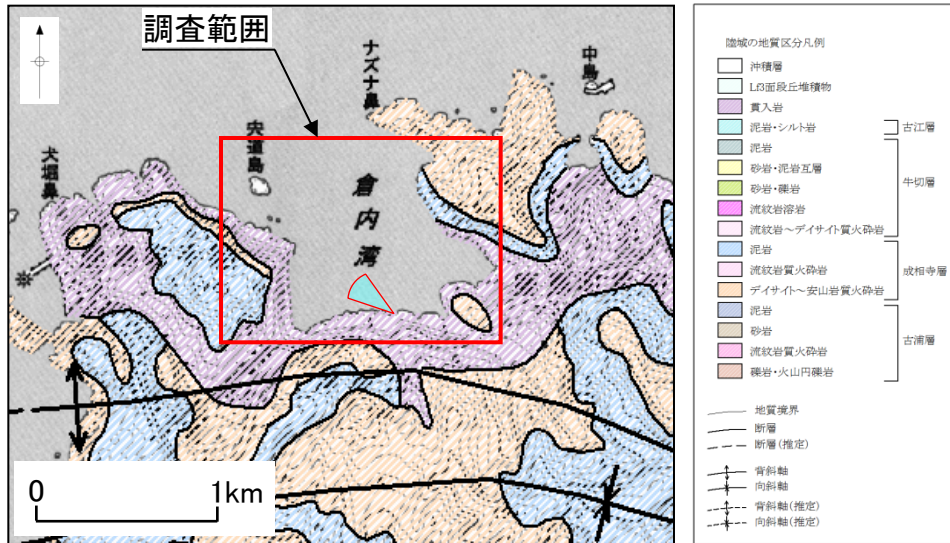 調査範囲
ナズナ鼻
中島
宍道島
犬堀鼻
倉内湾
0 1km
陸域の地質区分凡例
沖積層
Lf3面段丘堆積物
貫入岩
泥岩・シルト岩 古江層
泥岩
砂岩・泥岩互層
砂岩・礫岩
流紋岩溶岩
流紋岩～デイサイト質火砕岩
牛切層
泥岩
流紋岩質火砕岩
デイサイト～安山岩質火砕岩
成相寺層
泥岩
砂岩
流紋岩質火砕岩
礫岩・火山円礫岩
古浦層
地質境界
断層
断層(推定)
背斜軸
向斜軸
背斜軸(推定)
向斜軸(推定)